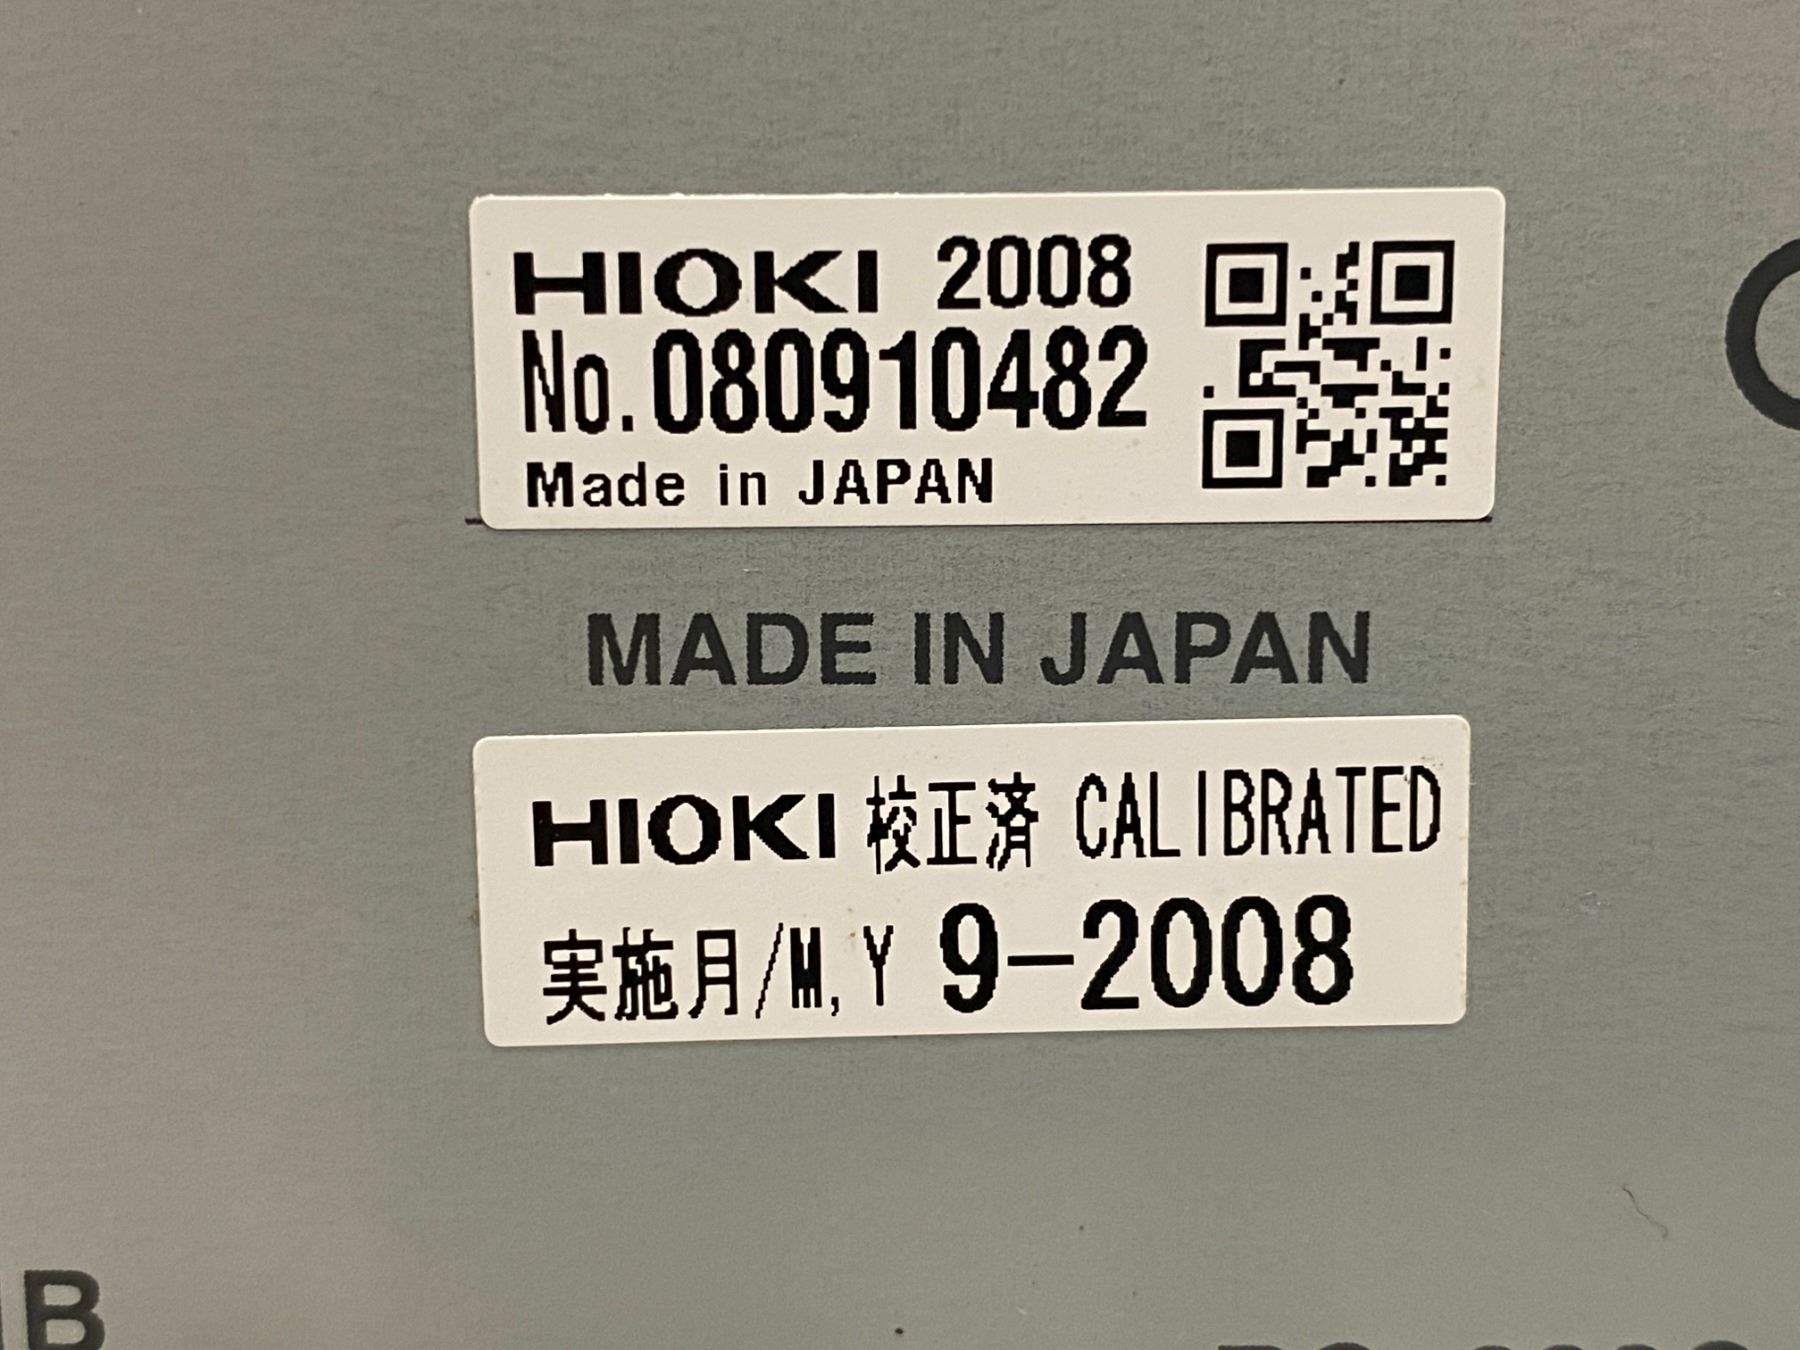 HIOKI 2008
No.080910482
Made in JAPAN
MADE IN JAPAN
HIOKI 校正済 CALIBRATED
実施月/M,Y 9-2008
B